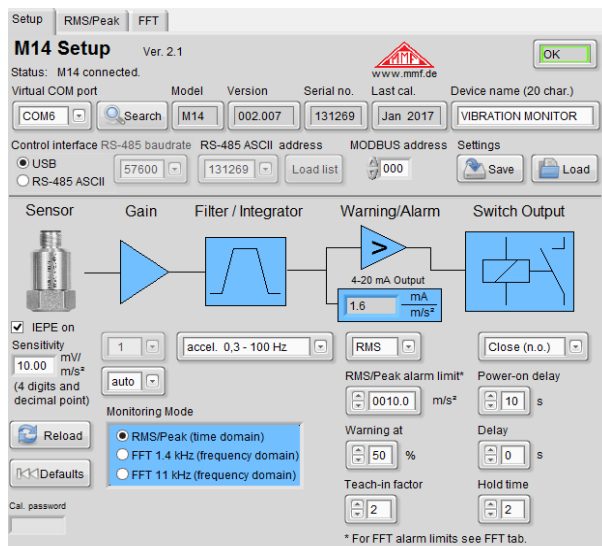 Setup RMS/Peak FFT
M14 Setup Ver. 2.1
MMF
OK
Status: M14 connected. www.mmf.de
Virtual COM port Model Version Serial no. Last cal. Device name (20 char.)
COM6 Search M14 002.007 131269 Jan 2017 VIBRATION MONITOR
Control interface RS-485 baudrate RS-485 ASCII address MODBUS address Settings
USB 57600 131269 Load list 000 Save Load
RS-485 ASCII
Sensor Gain Filter / Integrator Warning/Alarm Switch Output
>
4-20 mA Output
1.6 mA
m/s²
IEPE on
Sensitivity
10.00 mV/
m/s²
(4 digits and
decimal point)
1 accel. 0,3 - 100 Hz RMS Close (n.o.)
auto
RMS/Peak alarm limit* Power-on delay
0010.0 m/s² 10 s
Monitoring Mode
RMS/Peak (time domain)
FFT 1.4 kHz (frequency domain)
FFT 11 kHz (frequency domain)
Warning at Delay
50 % 0 s
Reload
Defaults
Teach-in factor Hold time
2 2
Cal. password
* For FFT alarm limits see FFT tab.